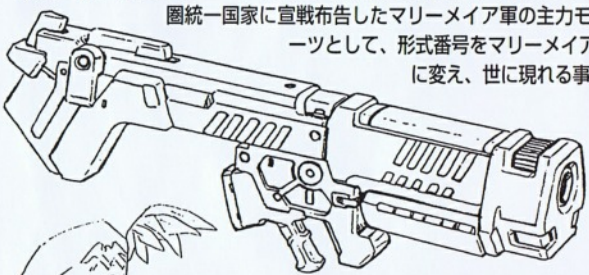 圏統一国家に宣戦布告したマリーメイア軍の主力モ
ーツとして、形式番号をマリーメイア
に変え、世に現れる事